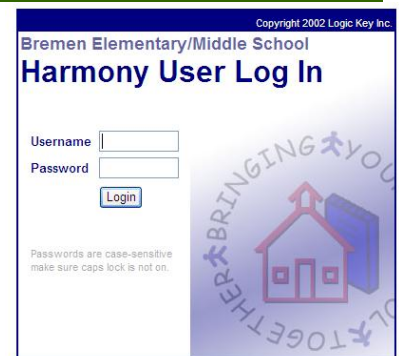 Copyright 2002 Logic Key Inc.
Bremen Elementary/Middle School
Harmony User Log In
Username
Password
Login
Passwords are case-sensitive
make sure caps lock is not on.
BRINGING YOU
TOGETHER